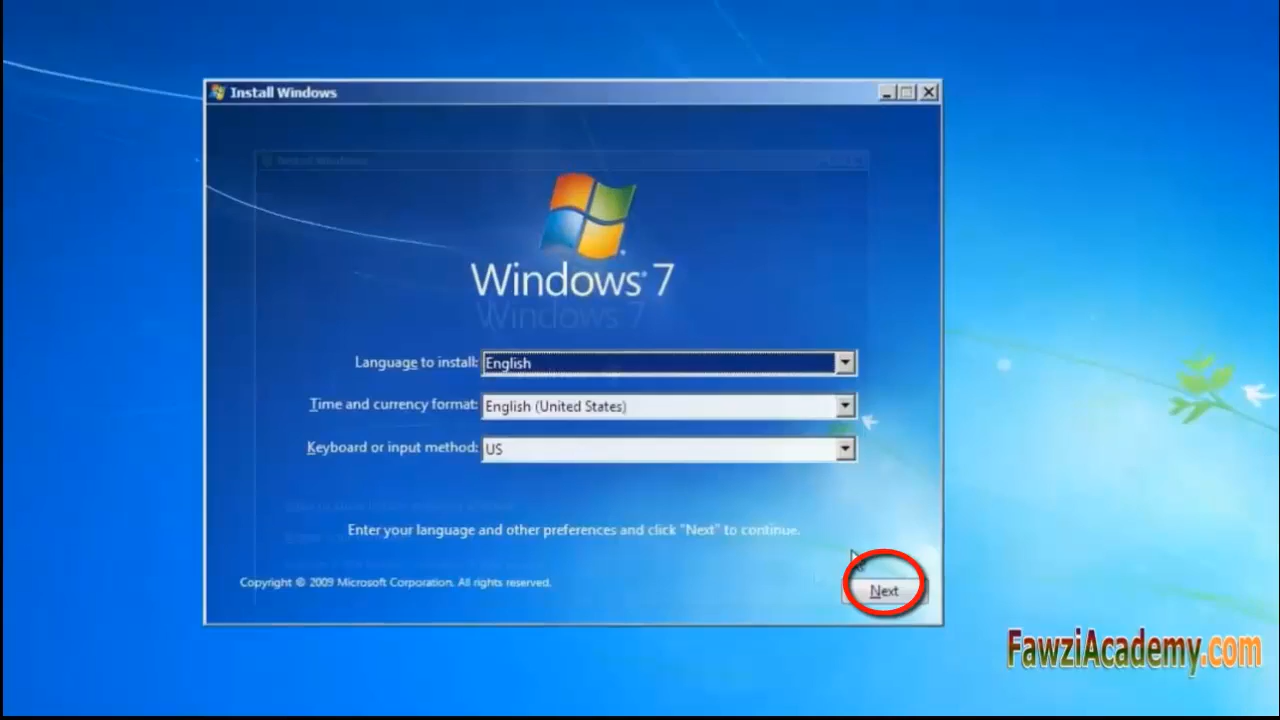 Install Windows
Windows 7
Language to install: English
Time and currency format: English (United States)
Keyboard or input method: US
Enter your language and other preferences and click "Next" to continue.
Copyright © 2009 Microsoft Corporation. All rights reserved.
Next
FawziAcademy.com